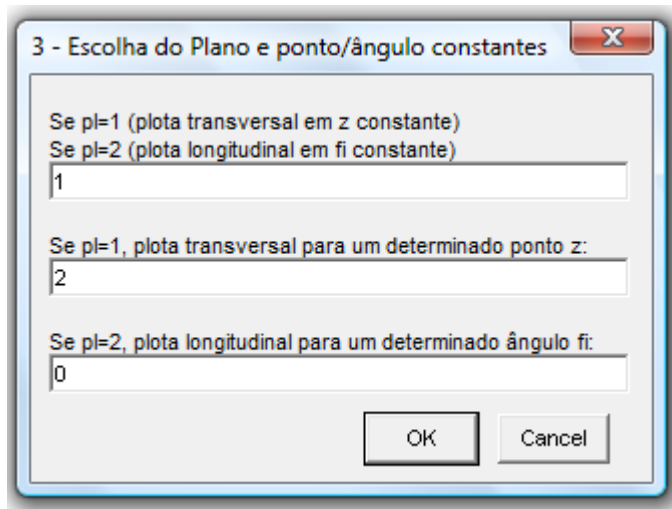 3 - Escolha do Plano e ponto/ângulo constantes
Se pl=1 (plota transversal em z constante)
Se pl=2 (plota longitudinal em fi constante)
1
Se pl=1, plota transversal para um determinado ponto z:
2
Se pl=2, plota longitudinal para um determinado ângulo fi:
0
OK Cancel